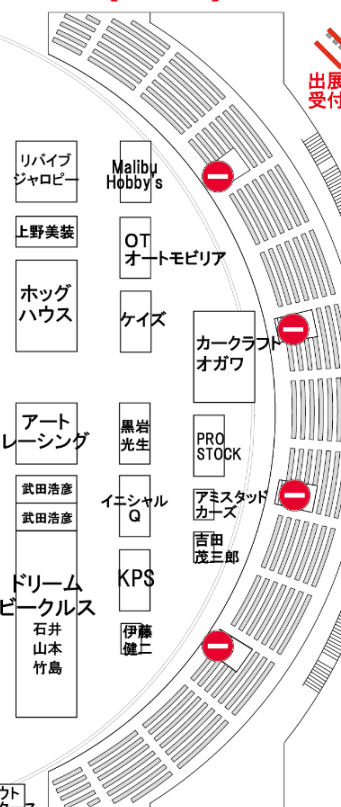 出展
受付
リバイブ
ジャロピー
Malibu
Hobby's
上野美装
OT
オートモビリア
ホッグ
ハウス
ケイズ
カークラフト
オガワ
アート
レーシング
黒岩
光生
PRO
STOCK
武田浩彦
武田浩彦
イニシャル
Q
アミスタッド
カーズ
吉田
茂三郎
ドリーム
ビークルス
石井
山本
竹島
KPS
伊藤
健二